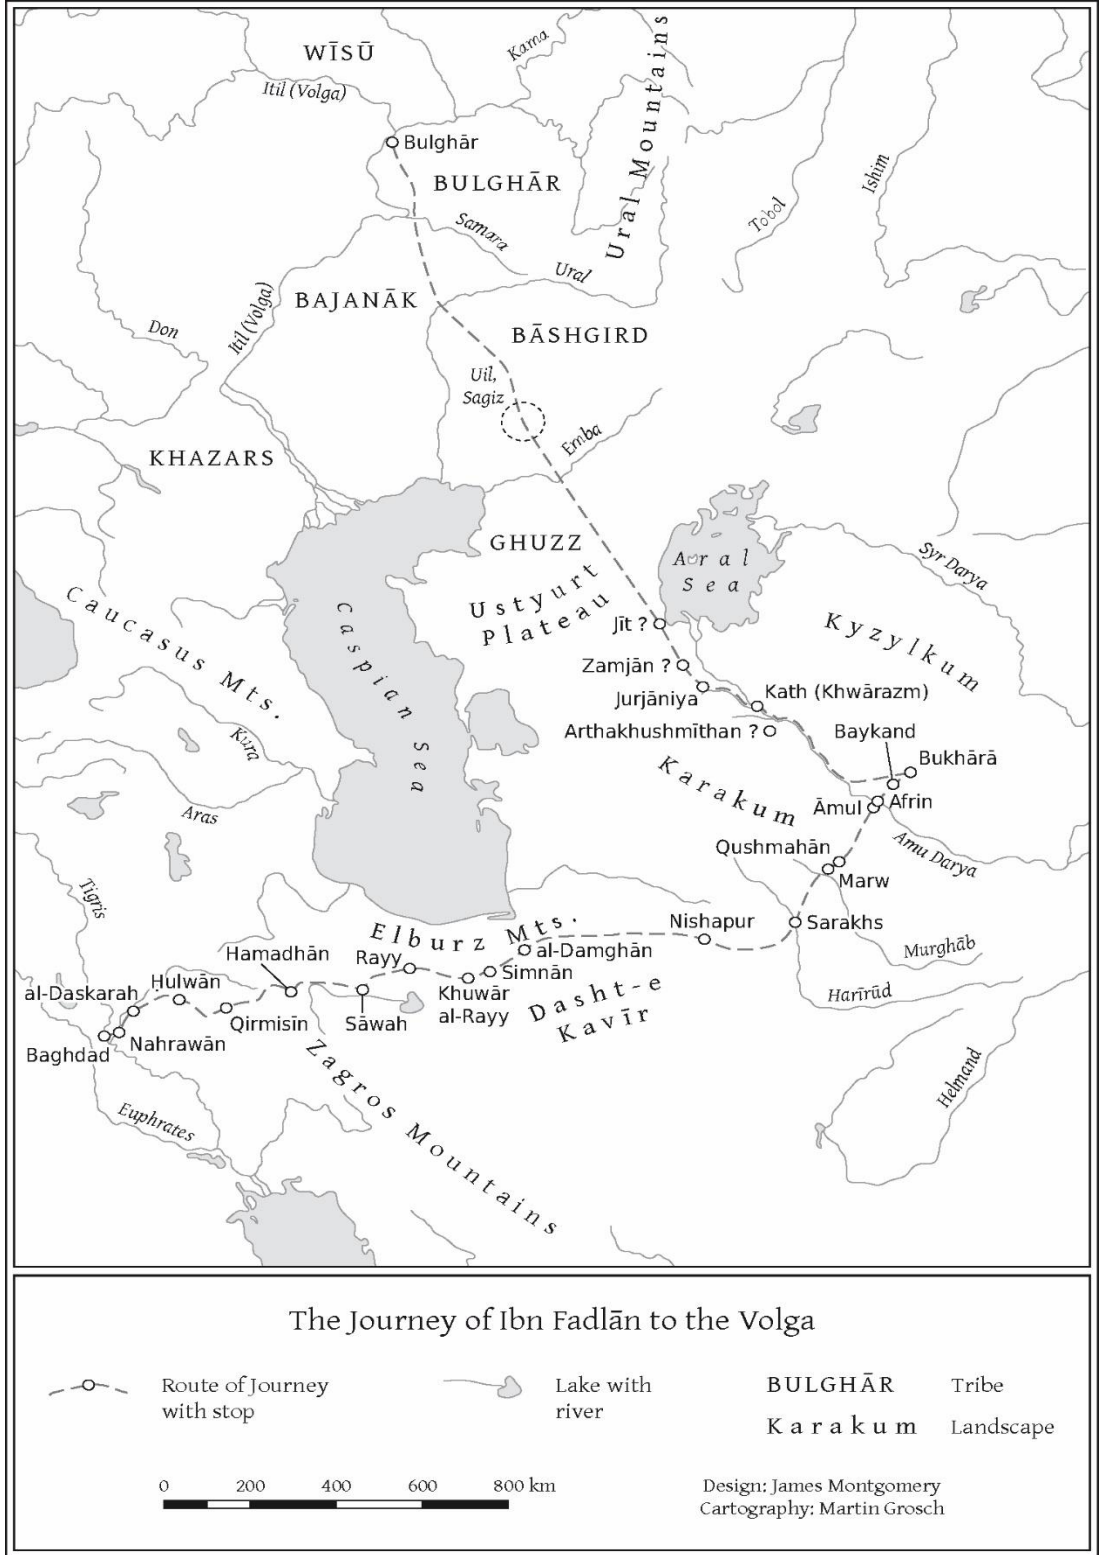 WĪSŪ
Kama
Itil (Volga)
Ural Mountains
Bulghār
BULGHĀR
Ishim
Tobol
Samara
Ural
BAJANĀK
Itil (Volga)
Don
BĀSHGIRD
Uil,
Sagiz
Emba
KHAZARS
GHUZZ
Aral
Sea
Syr Darya
Ustyurt
Plateau
Caucasus Mts.
Caspian Sea
Jīt ?
Kyzylkum
Zamjān ?
Jurjāniya
Kath (Khwārazm)
Arthakhushmīthan ?
Baykand
Bukhārā
Kura
Karakum
Aras
Āmul
Afrin
Amu Darya
Qushmahān
Marw
Tigris
Elburz Mts.
Nishapur
Sarakhs
Murghāb
Hamadhān
Rayy
al-Damghān
Simnān
Harīrūd
al-Daskarah
Ḥulwān
Khuwār
al-Rayy
Dasht-e
Kavīr
Qirmisīn
Sāwah
Baghdad
Nahrawān
Zagros Mountains
Helmand
Euphrates
The Journey of Ibn Fadlān to the Volga
Route of Journey
with stop
Lake with
river
BULGHĀR Tribe
Karakum Landscape
0 200 400 600 800 km
Design: James Montgomery
Cartography: Martin Grosch